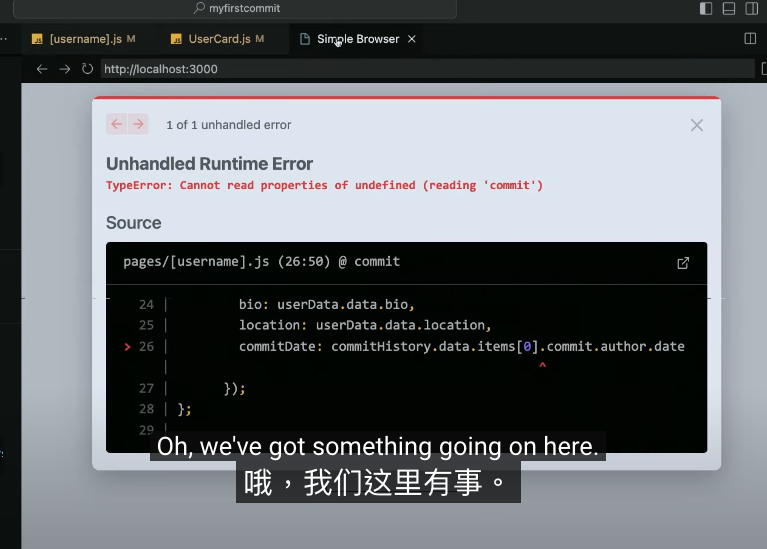 myfirstcommit
[username].js M
UserCard.js M
Simple Browser
http://localhost:3000
1 of 1 unhandled error
Unhandled Runtime Error
TypeError: Cannot read properties of undefined (reading 'commit')
Source
pages/[username].js (26:50) @ commit
24 | bio: userData.data.bio,
25 | location: userData.data.location,
> 26 | commitDate: commitHistory.data.items[0].commit.author.date
| ^
27 | });
28 | };
29
Oh, we've got something going on here.
哦，我们这里有事。